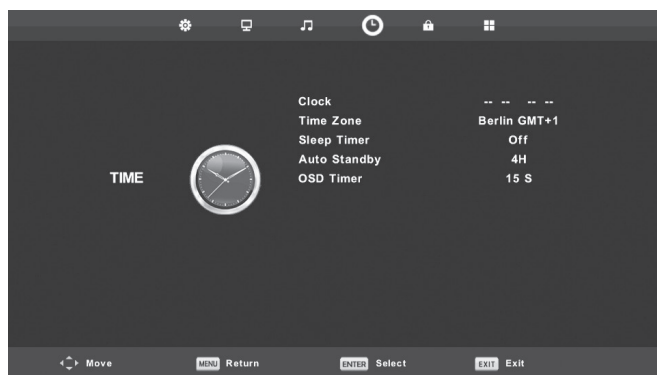 Clock -- -- -- --
Time Zone Berlin GMT+1
Sleep Timer Off
Auto Standby 4H
TIME
OSD Timer 15 S
Move MENU Return ENTER Select EXIT Exit